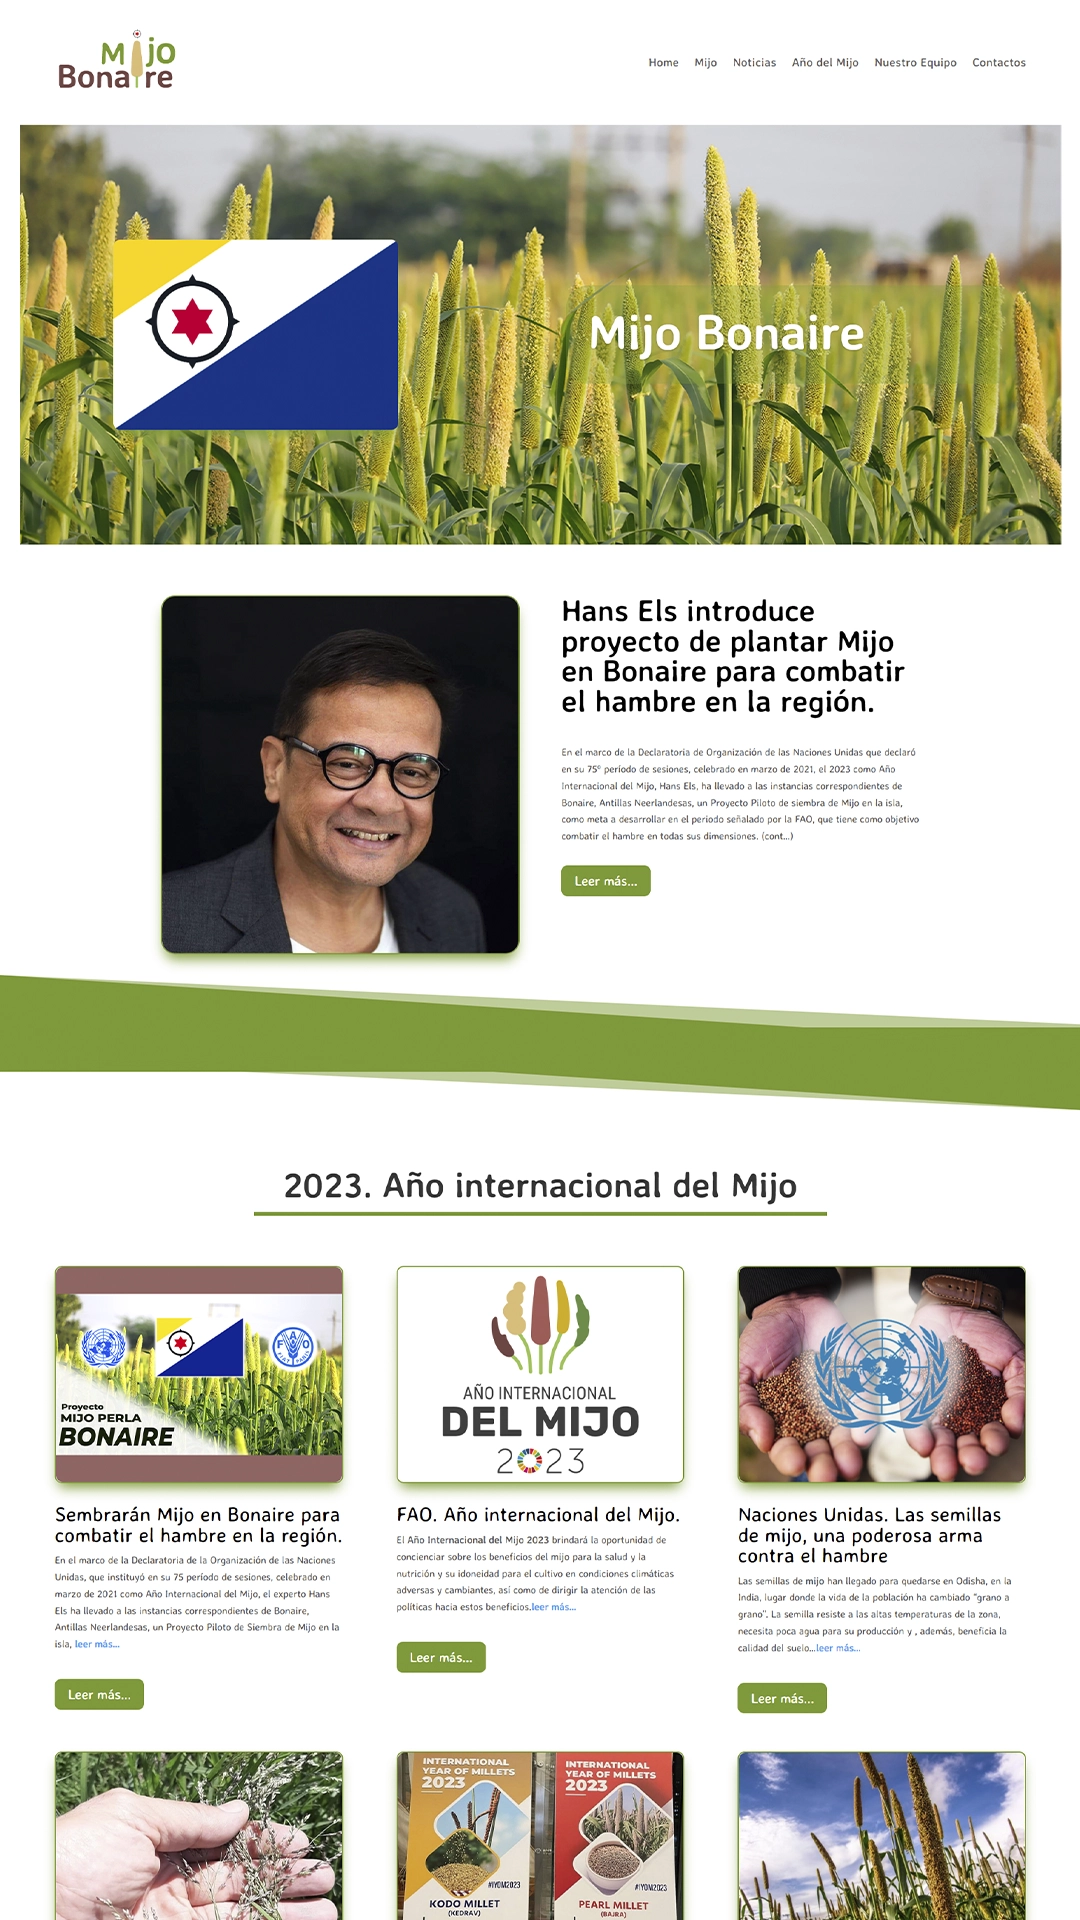 Mijo
Bonaire
Home Mijo Noticias Año del Mijo Nuestro Equipo Contactos
Mijo Bonaire
Hans Els introduce
proyecto de plantar Mijo
en Bonaire para combatir
el hambre en la región.
En el marco de la Declaratoria de Organización de las Naciones Unidas que declaró
en su 75º período de sesiones, celebrado en marzo de 2021, el 2023 como Año
Internacional del Mijo, Hans Els, ha llevado a las instancias correspondientes de
Bonaire, Antillas Neerlandesas, un Proyecto Piloto de siembra de Mijo en la isla,
como meta a desarrollar en el periodo señalado por la FAO, que tiene como objetivo
combatir el hambre en todas sus dimensiones. (cont...)
Leer más...
2023. Año internacional del Mijo
Proyecto
MIJO PERLA
BONAIRE
FAO
FIAT PANIS
Sembrarán Mijo en Bonaire para
combatir el hambre en la región.
En el marco de la Declaratoria de la Organización de las Naciones
Unidas, que instituyó en su 75 período de sesiones, celebrado en
marzo de 2021 como Año Internacional del Mijo, el experto Hans
Els ha llevado a las instancias correspondientes de Bonaire,
Antillas Neerlandesas, un Proyecto Piloto de Siembra de Mijo en la
isla, leer más...
Leer más...
AÑO INTERNACIONAL
DEL MIJO
2023
FAO. Año internacional del Mijo.
El Año Internacional del Mijo 2023 brindará la oportunidad de
concienciar sobre los beneficios del mijo para la salud y la
nutrición y su idoneidad para el cultivo en condiciones climáticas
adversas y cambiantes, así como de dirigir la atención de las
políticas hacia estos beneficios.leer más...
Leer más...
Naciones Unidas. Las semillas
de mijo, una poderosa arma
contra el hambre
Las semillas de mijo han llegado para quedarse en Odisha, en la
India, lugar donde la vida de la población ha cambiado “grano a
grano”. La semilla resiste a las altas temperaturas de la zona,
necesita poca agua para su producción y , además, beneficia la
calidad del suelo...leer más...
Leer más...
INTERNATIONAL
YEAR OF MILLETS
2023
#IYOM2023
KODO MILLET
(KEDRAV)
INTERNATIONAL
YEAR OF MILLETS
2023
#IYOM2023
PEARL MILLET
(BAJRA)